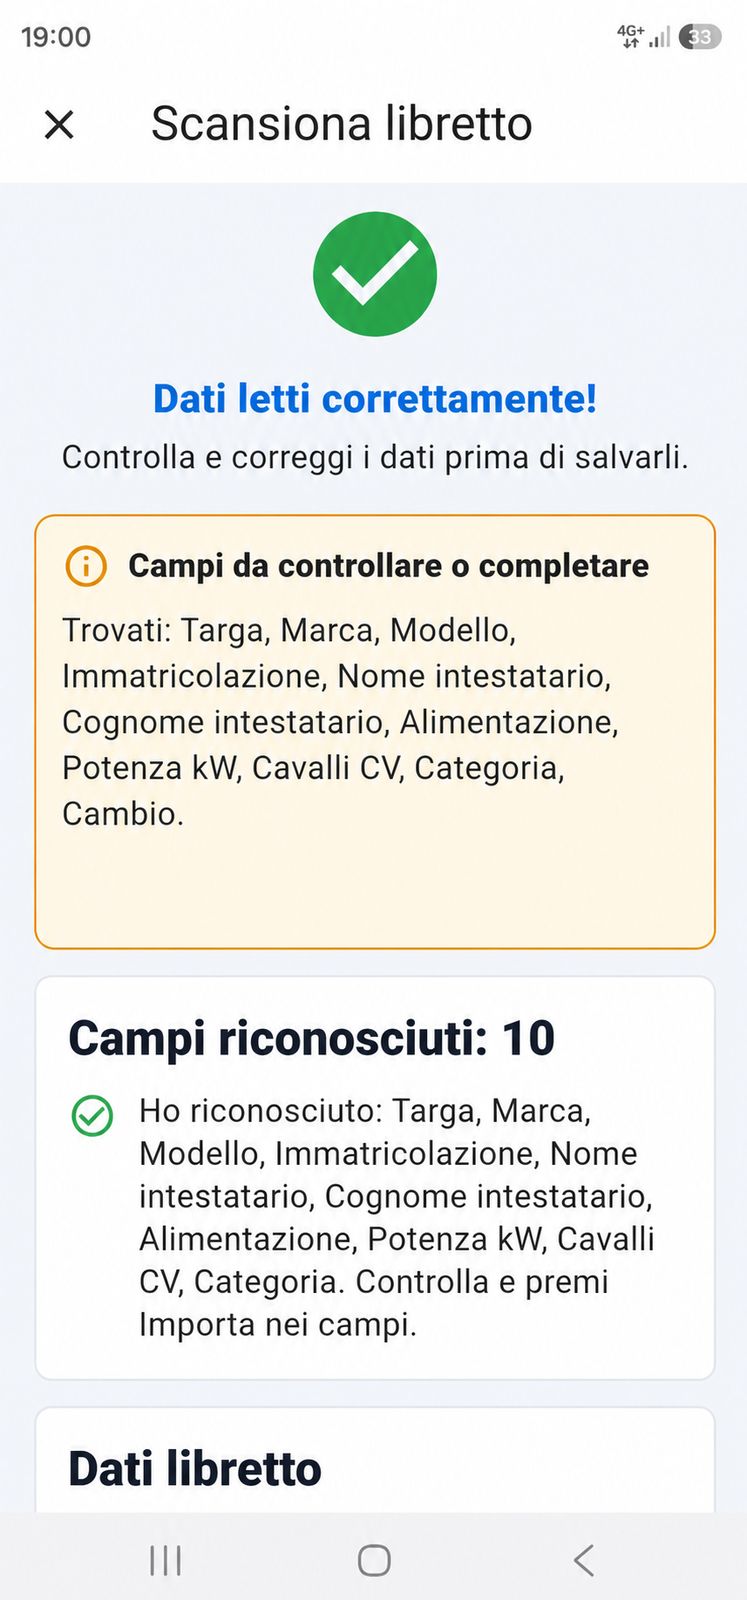 19:00
4G+
33
Scansiona libretto
Dati letti correttamente!
Controlla e correggi i dati prima di salvarli.
Campi da controllare o completare
Trovati: Targa, Marca, Modello,
Immatricolazione, Nome intestatario,
Cognome intestatario, Alimentazione,
Potenza kW, Cavalli CV, Categoria,
Cambio.
Campi riconosciuti: 10
Ho riconosciuto: Targa, Marca,
Modello, Immatricolazione, Nome
intestatario, Cognome intestatario,
Alimentazione, Potenza kW, Cavalli
CV, Categoria. Controlla e premi
Importa nei campi.
Dati libretto